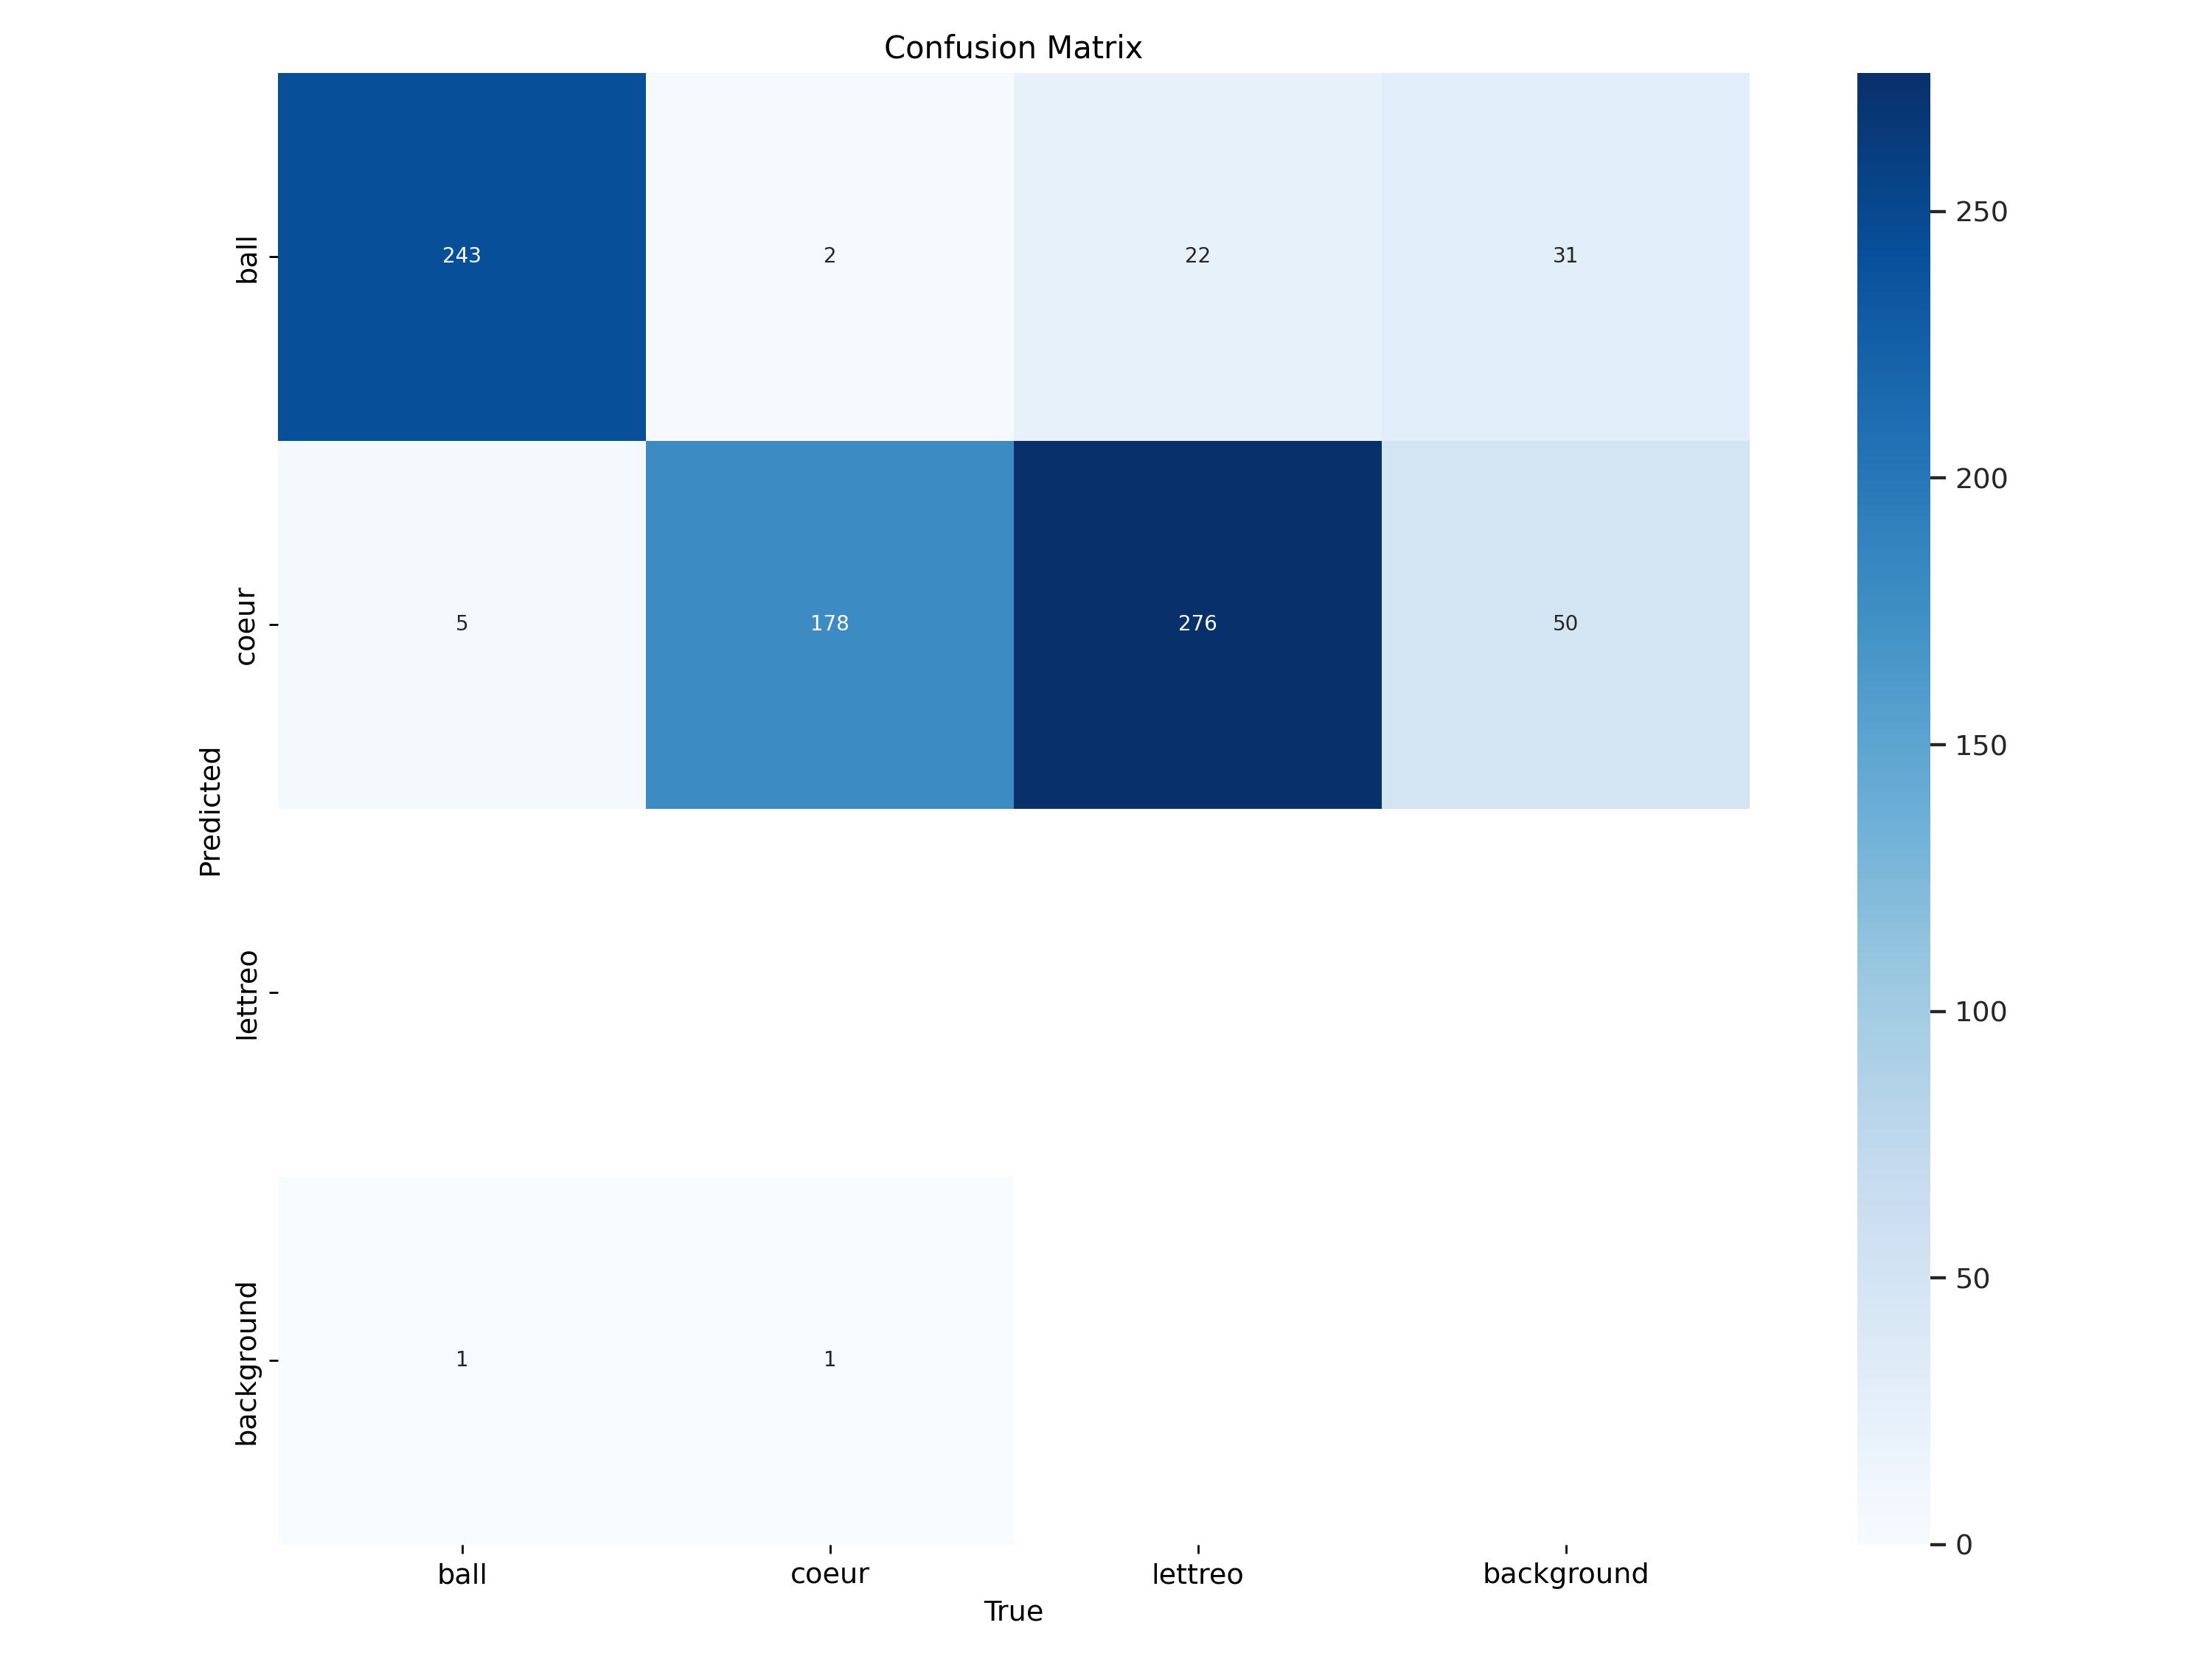 Confusion Matrix
ball 243 2 22 31
coeur 5 178 276 50
lettreo
background 1 1
Predicted
ball coeur lettreo background
True
250
200
150
100
50
0